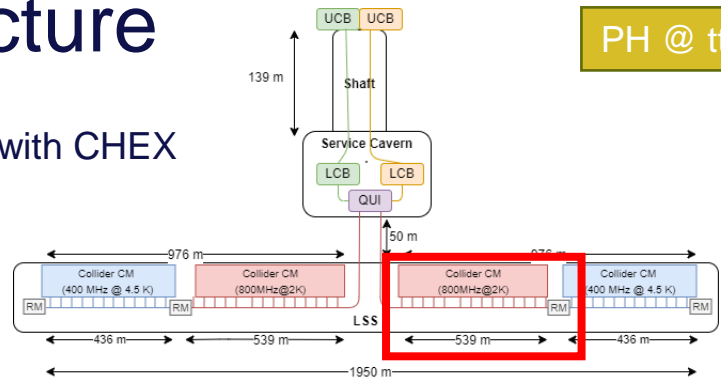 cture
PH @ tt
with CHEX
UCB UCB
139 m
Shaft
Service Cavern
LCB LCB
QUI
50 m
976 m 976 m
Collider CM
(400 MHz @ 4.5 K)
Collider CM
(800MHz@2K)
Collider CM
(800MHz@2K)
Collider CM
(400 MHz @ 4.5 K)
RM RM RM RM
LSS
436 m 539 m 539 m 436 m
1950 m